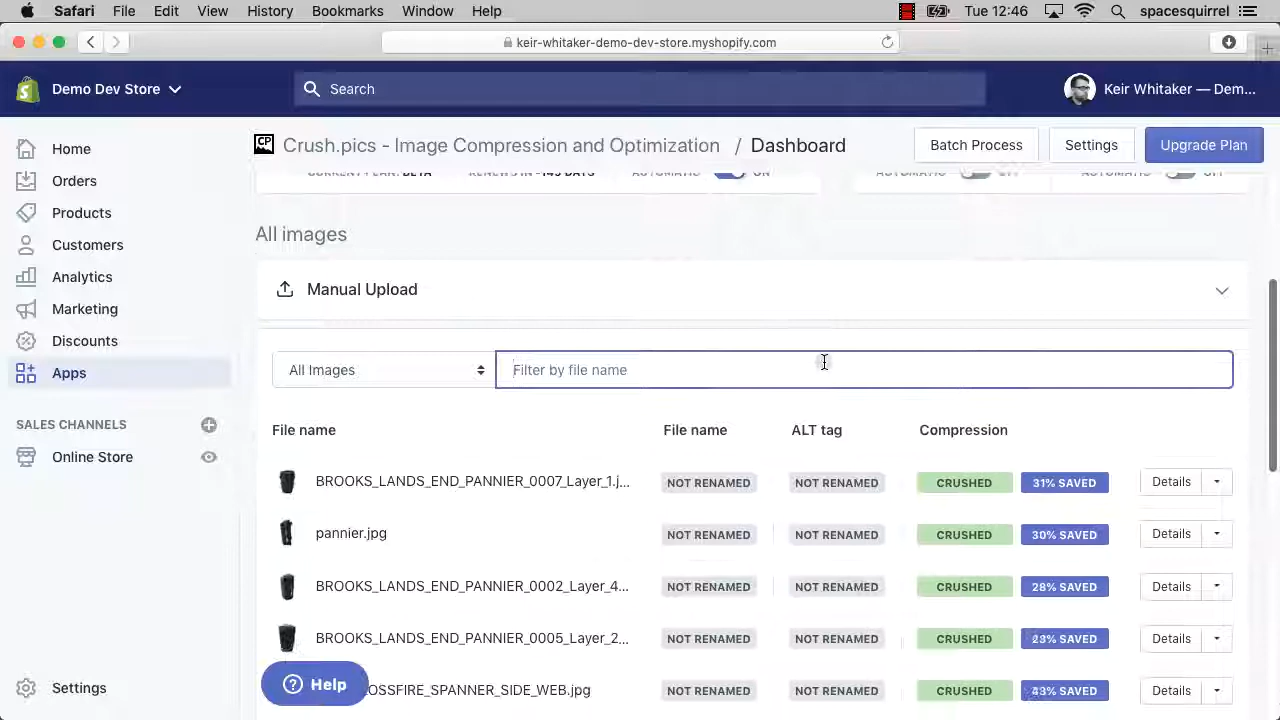 Safari File Edit View History Bookmarks Window Help Tue 12:46 spacesquirrel
keir-whitaker-demo-dev-store.myshopify.com
Demo Dev Store Search Keir Whitaker — Dem...
CP Crush.pics - Image Compression and Optimization / Dashboard Batch Process Settings Upgrade Plan
Home
Orders
Products
Customers
Analytics
Marketing
Discounts
Apps
SALES CHANNELS
Online Store
Settings
CURRENT PLAN: BETA RENEWS IN -149 DAYS AUTOMATIC ON AUTOMATIC OFF AUTOMATIC OFF
All images
Manual Upload
All Images Filter by file name
File name File name ALT tag Compression
BROOKS_LANDS_END_PANNIER_0007_Layer_1.j... NOT RENAMED NOT RENAMED CRUSHED 31% SAVED Details
pannier.jpg NOT RENAMED NOT RENAMED CRUSHED 30% SAVED Details
BROOKS_LANDS_END_PANNIER_0002_Layer_4... NOT RENAMED NOT RENAMED CRUSHED 28% SAVED Details
BROOKS_LANDS_END_PANNIER_0005_Layer_2... NOT RENAMED NOT RENAMED CRUSHED 23% SAVED Details
OSSFIRE_SPANNER_SIDE_WEB.jpg NOT RENAMED NOT RENAMED CRUSHED 43% SAVED Details
Help